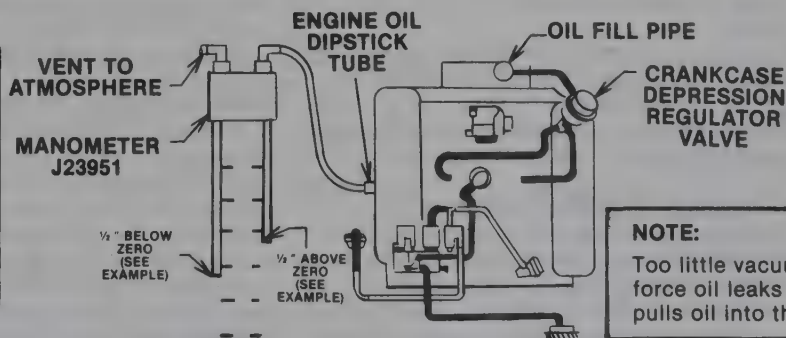 ENGINE OIL
DIPSTICK
TUBE
OIL FILL PIPE
VENT TO
ATMOSPHERE
CRANKCASE
DEPRESSION
REGULATOR
VALVE
MANOMETER
J23951
½" BELOW
ZERO
(SEE
EXAMPLE)
½" ABOVE
ZERO
(SEE
EXAMPLE)
NOTE:
Too little vacu
force oil leaks
pulls oil into th